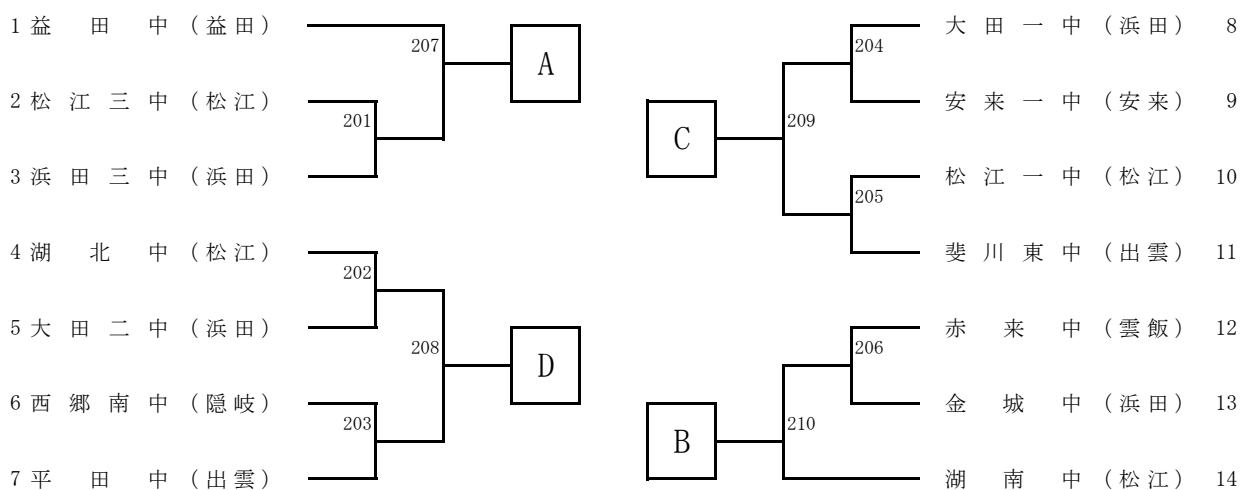 1 益田中（益田）
207
A
2 松江三中（松江）
201
3 浜田三中（浜田）
4 湖北中（松江）
202
5 大田二中（浜田）
208
D
6 西郷南中（隠岐）
203
7 平田中（出雲）
大田一中（浜田） 8
204
安来一中（安来） 9
C
209
松江一中（松江） 10
205
斐川東中（出雲） 11
赤来中（雲飯） 12
206
金城中（浜田） 13
B
210
湖南中（松江） 14